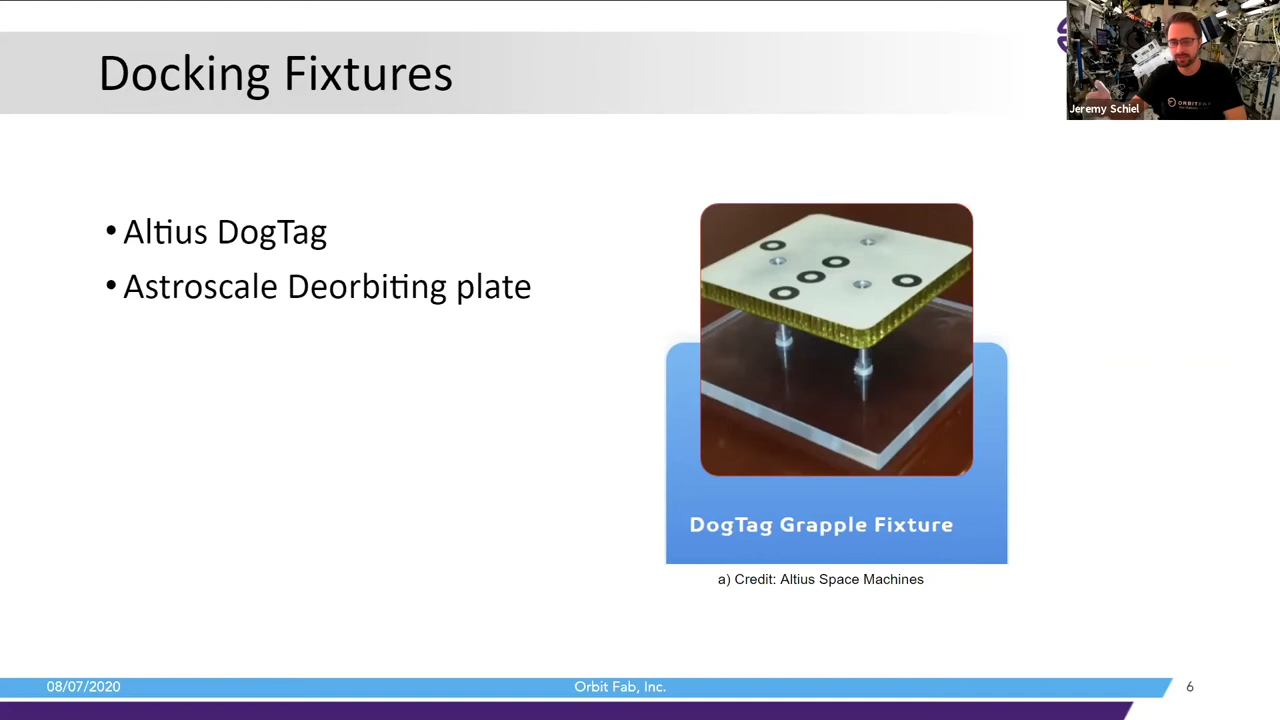 Docking Fixtures
Jeremy Schiel
• Altius DogTag
• Astroscale Deorbiting plate
DogTag Grapple Fixture
a) Credit: Altius Space Machines
08/07/2020
Orbit Fab, Inc.
6